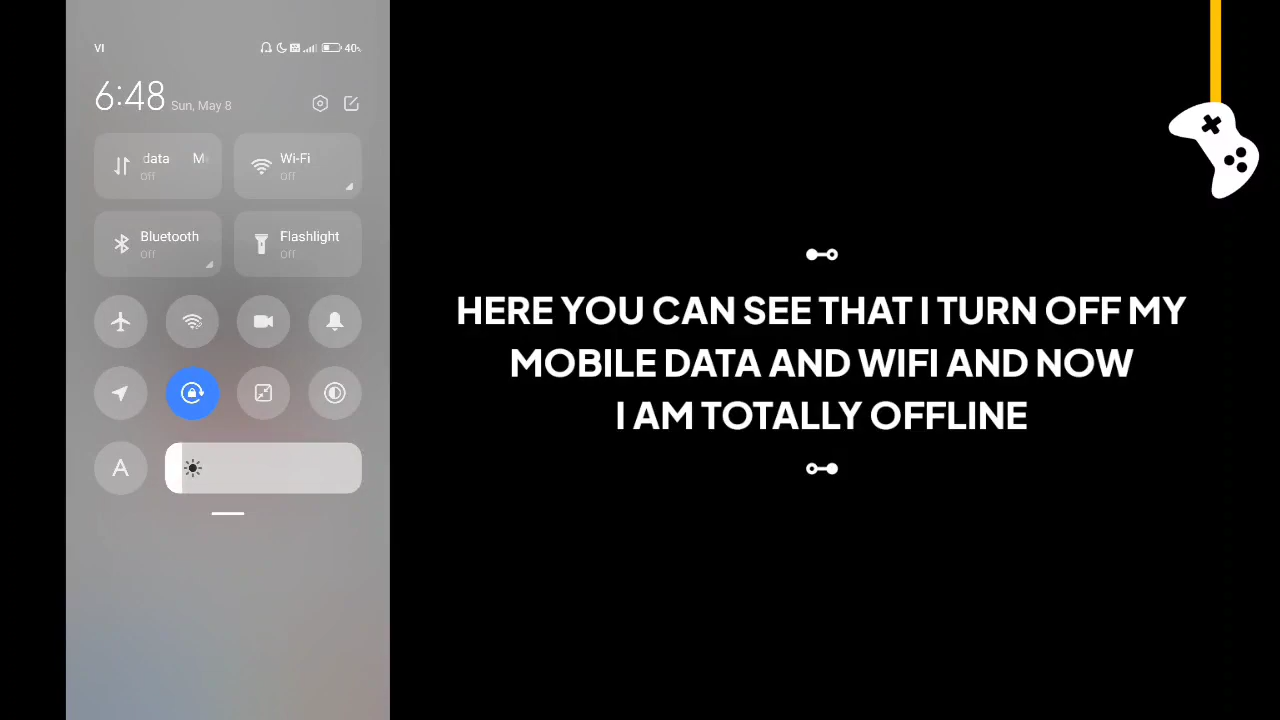 VI
40%
6:48 Sun, May 8
data M
Off
Wi-Fi
Off
Bluetooth
Off
Flashlight
Off
A
HERE YOU CAN SEE THAT I TURN OFF MY
MOBILE DATA AND WIFI AND NOW
I AM TOTALLY OFFLINE